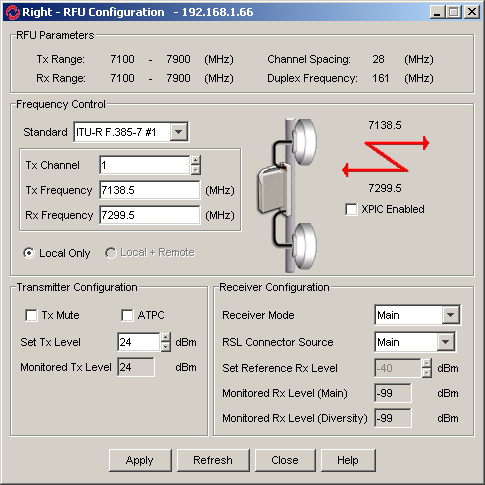 Right - RFU Configuration - 192.168.1.66
RFU Parameters
Tx Range: 7100 - 7900 (MHz) Channel Spacing: 28 (MHz)
Rx Range: 7100 - 7900 (MHz) Duplex Frequency: 161 (MHz)
Frequency Control
Standard ITU-R F.385-7 #1
7138.5
Tx Channel 1
Tx Frequency 7138.5 (MHz)
7299.5
Rx Frequency 7299.5 (MHz)
XPIC Enabled
Local Only Local + Remote
Transmitter Configuration
Tx Mute ATPC
Set Tx Level 24 dBm
Monitored Tx Level 24 dBm
Receiver Configuration
Receiver Mode Main
RSL Connector Source Main
Set Reference Rx Level -40 dBm
Monitored Rx Level (Main) -99 dBm
Monitored Rx Level (Diversity) -99 dBm
Apply Refresh Close Help